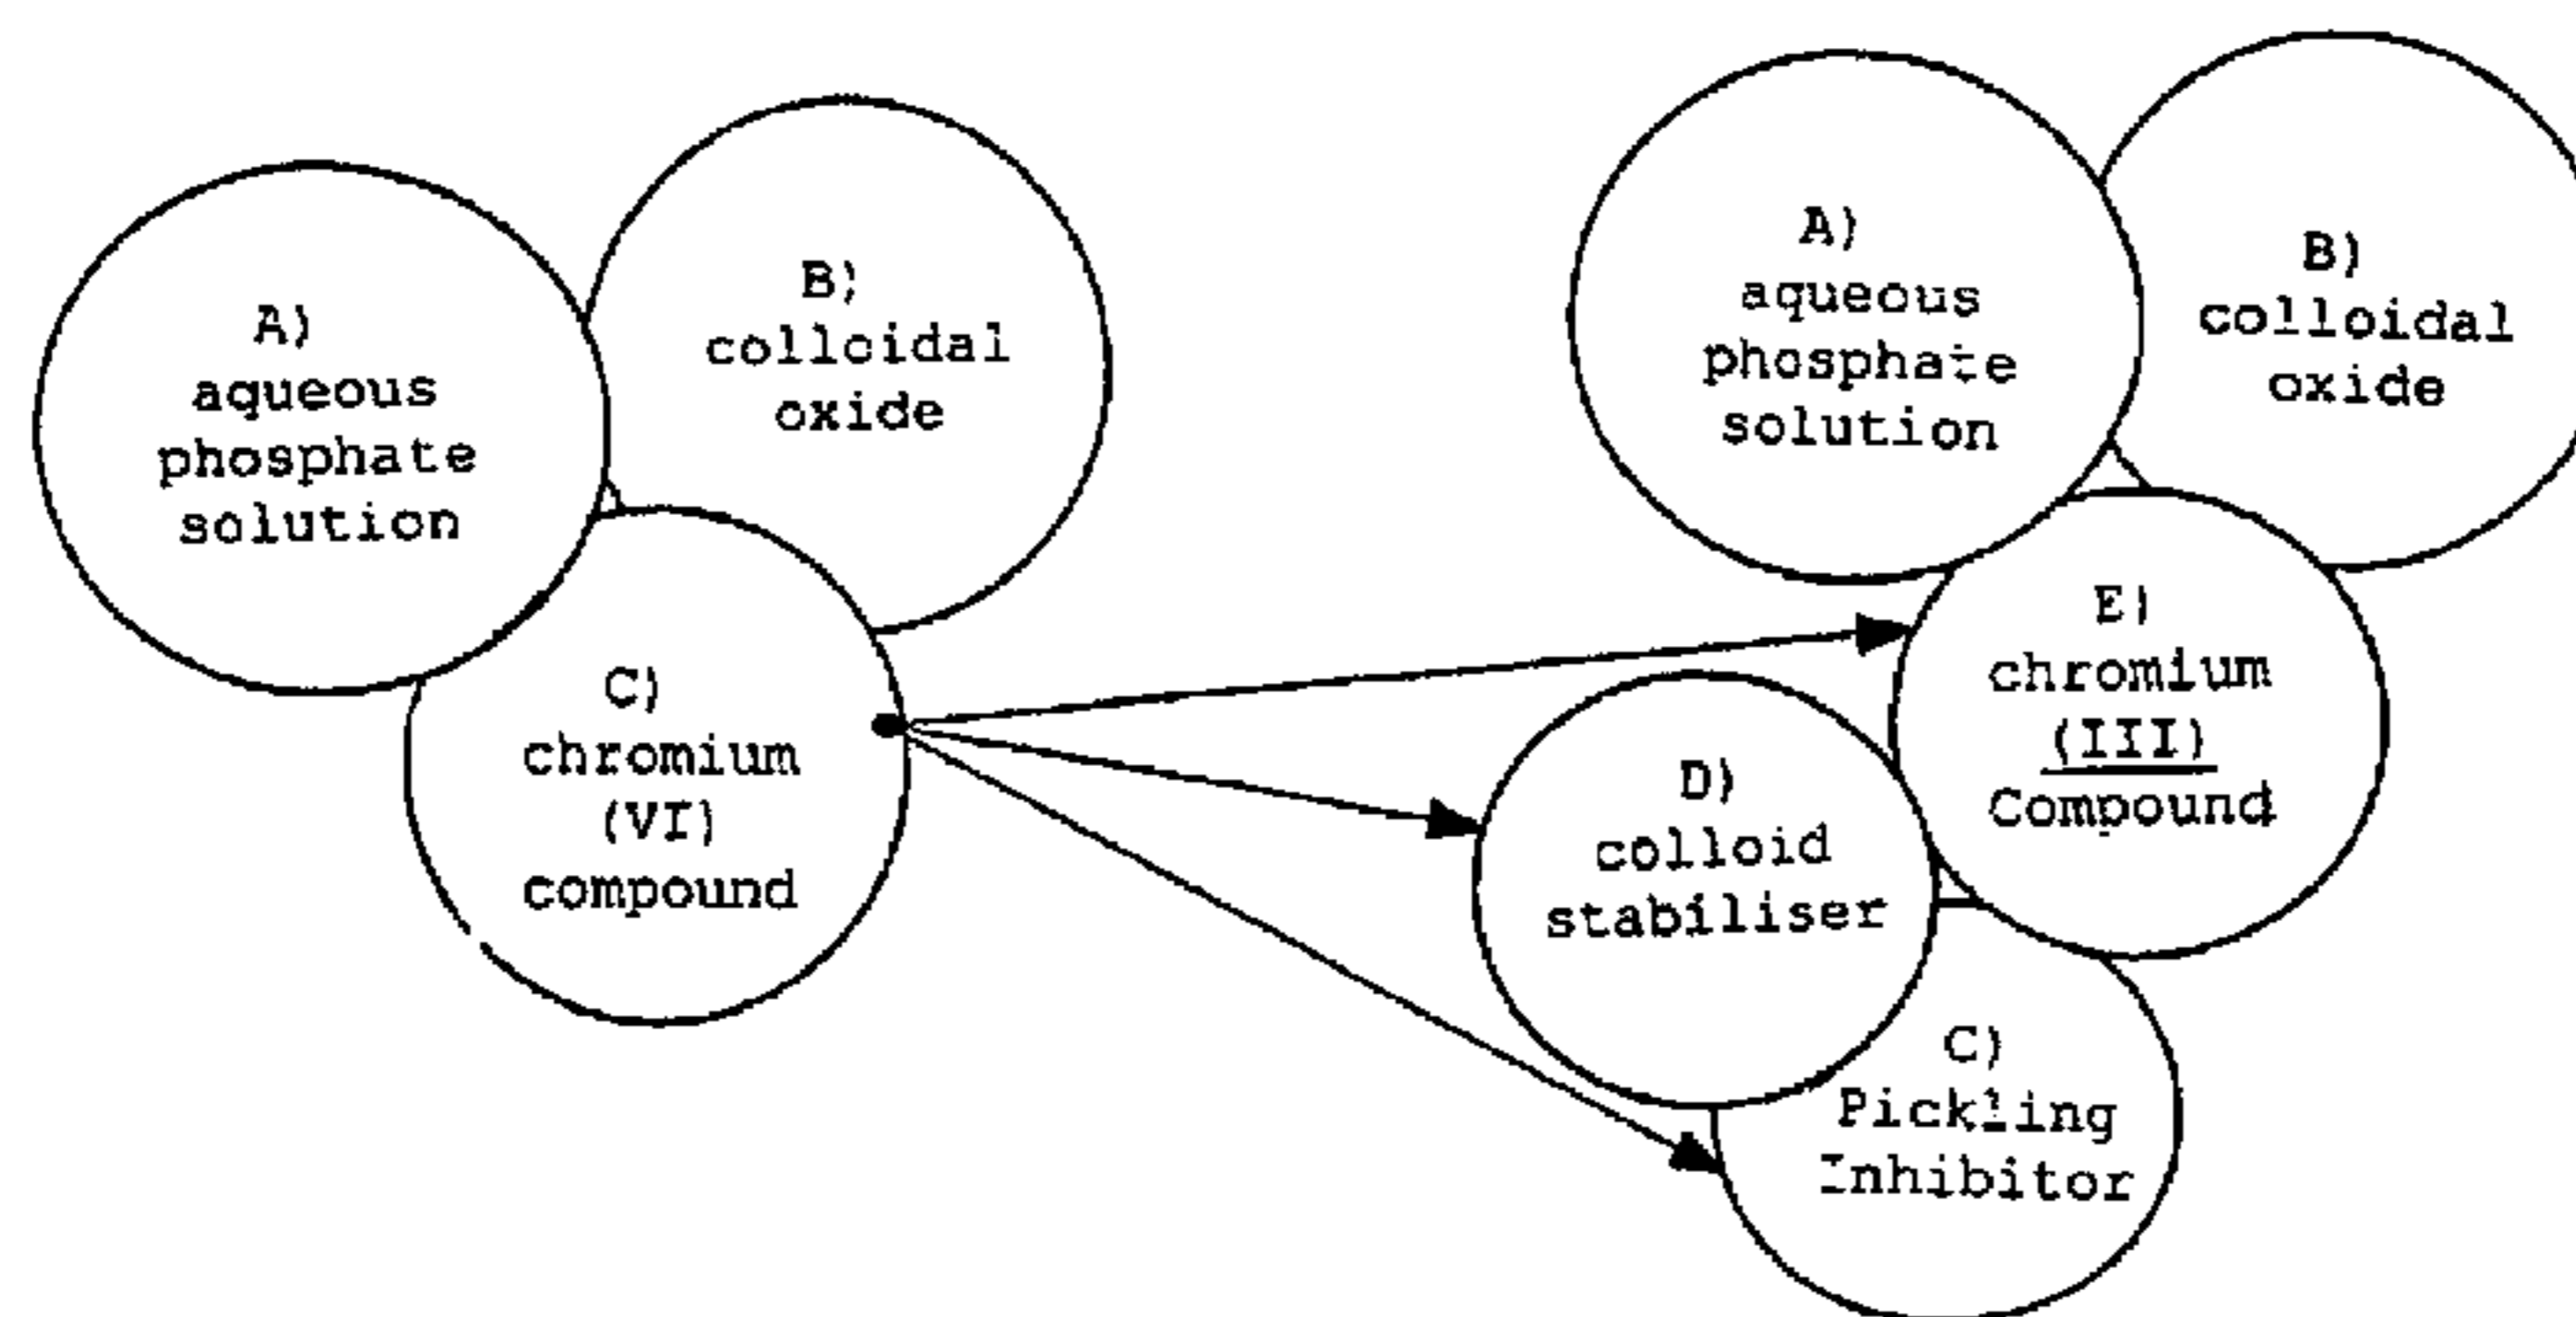 A)
aqueous
phosphate
solution
B)
colloidal
oxide
C)
chromium
(VI)
compound
A)
aqueous
phosphate
solution
B)
colloidal
oxide
E)
chromium
(III)
Compound
D)
colloid
stabiliser
C)
Pickling
Inhibitor